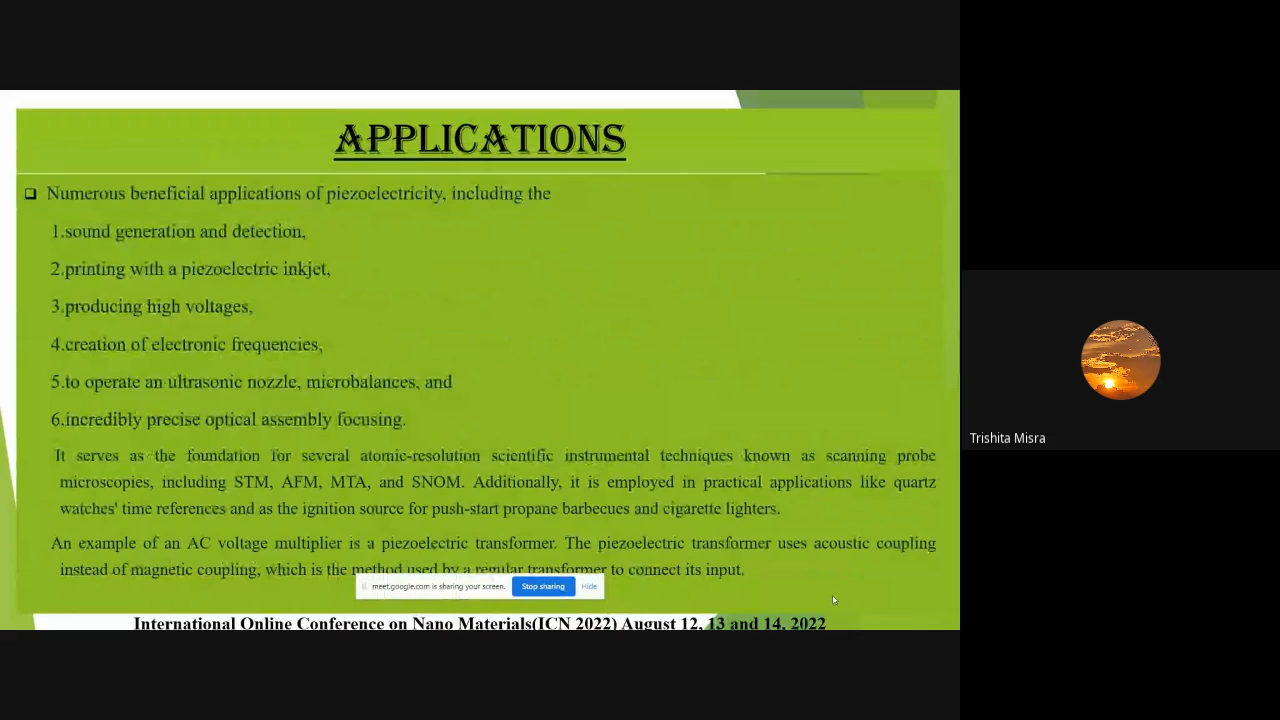 APPLICATIONS
❑ Numerous beneficial applications of piezoelectricity, including the
1.sound generation and detection,
2.printing with a piezoelectric inkjet,
3.producing high voltages,
4.creation of electronic frequencies,
5.to operate an ultrasonic nozzle, microbalances, and
6.incredibly precise optical assembly focusing.
It serves as the foundation for several atomic-resolution scientific instrumental techniques known as scanning probe
microscopies, including STM, AFM, MTA, and SNOM. Additionally, it is employed in practical applications like quartz
watches' time references and as the ignition source for push-start propane barbecues and cigarette lighters.
An example of an AC voltage multiplier is a piezoelectric transformer. The piezoelectric transformer uses acoustic coupling
instead of magnetic coupling, which is the method used by a regular transformer to connect its input.
meet.google.com is sharing your screen. Stop sharing Hide
International Online Conference on Nano Materials(ICN 2022) August 12, 13 and 14, 2022
Trishita Misra